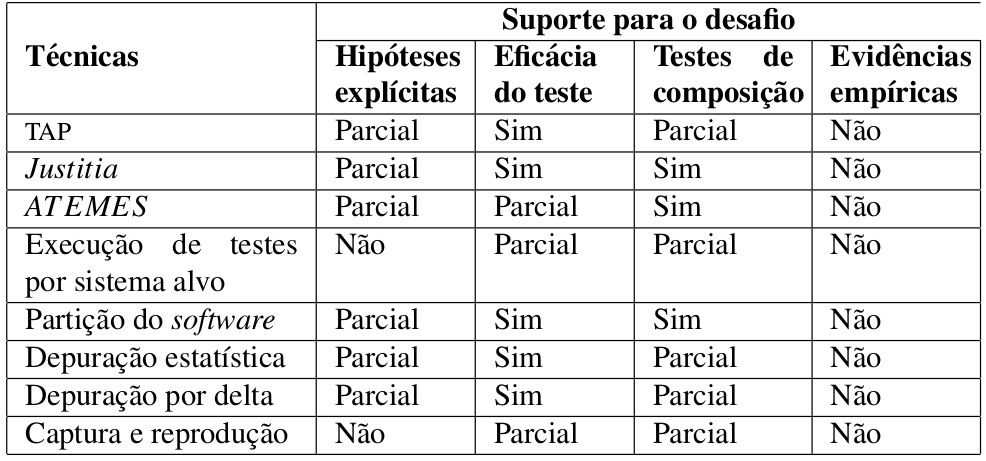 Suporte para o desafio
Técnicas
Hipóteses explícitas
Eficácia do teste
Testes de composição
Evidências empíricas
TAP Parcial Sim Parcial Não
Justitia Parcial Sim Sim Não
ATEMES Parcial Parcial Sim Não
Execução de testes por sistema alvo Não Parcial Parcial Não
Partição do software Parcial Sim Sim Não
Depuração estatística Parcial Sim Parcial Não
Depuração por delta Parcial Sim Parcial Não
Captura e reprodução Não Parcial Parcial Não